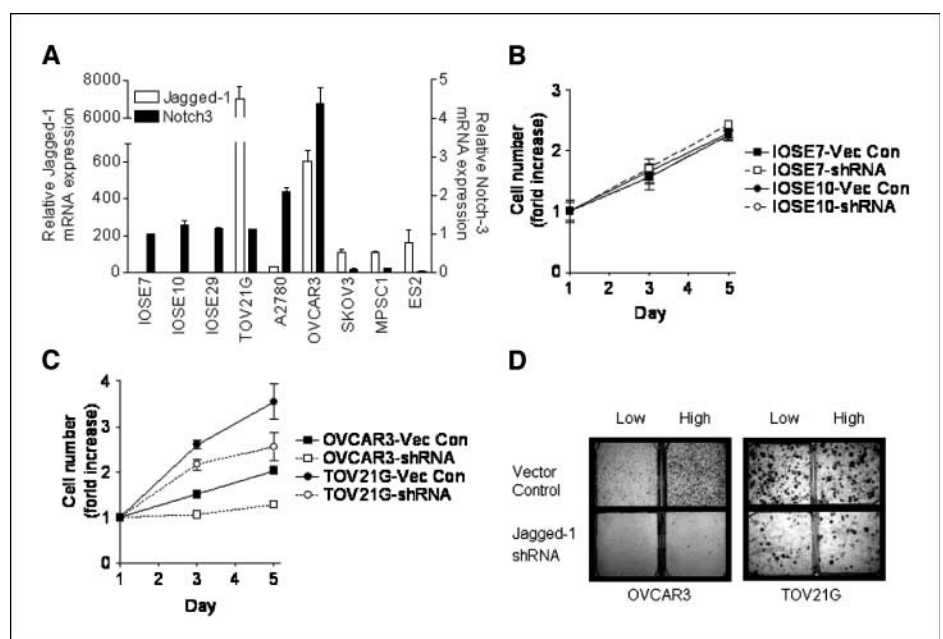 A
8000
6000
600
400
200
0
5
4
3
2
1
0
Jagged-1
Notch3
Relative Jagged-1
mRNA expression
Relative Notch-3
mRNA expression
IOSE7
IOSE10
IOSE29
TOV21G
A2780
OVCAR3
SKOV3
MPSC1
ES2
B
Cell number
(forld increase)
3
2
1
0
1 2 3 4 5
Day
IOSE7-Vec Con
IOSE7-shRNA
IOSE10-Vec Con
IOSE10-shRNA
C
Cell number
(forld increase)
4
3
2
1
0
1 2 3 4 5
Day
OVCAR3-Vec Con
OVCAR3-shRNA
TOV21G-Vec Con
TOV21G-shRNA
D
Low High Low High
Vector
Control
Jagged-1
shRNA
OVCAR3 TOV21G